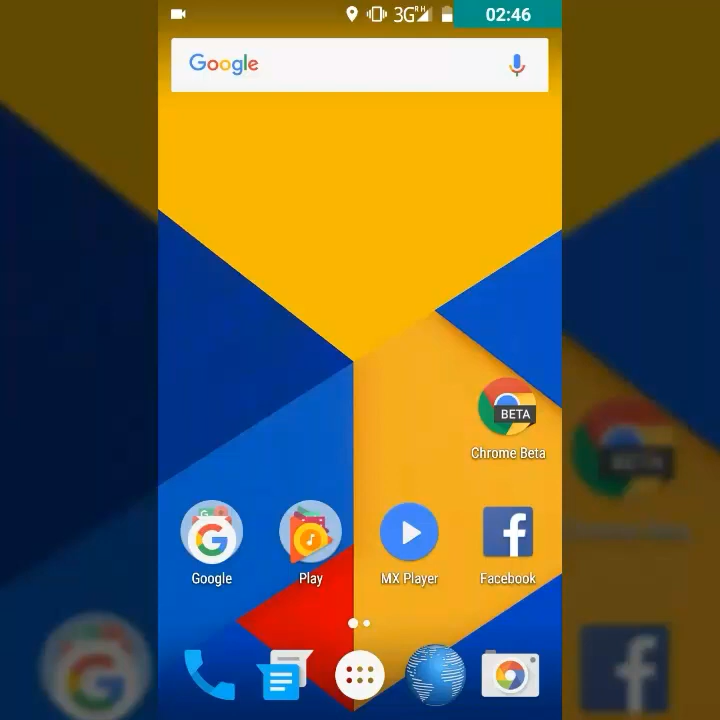 3G R H 02:46
Google
BETA
Chrome Beta
Google
Play
MX Player
Facebook